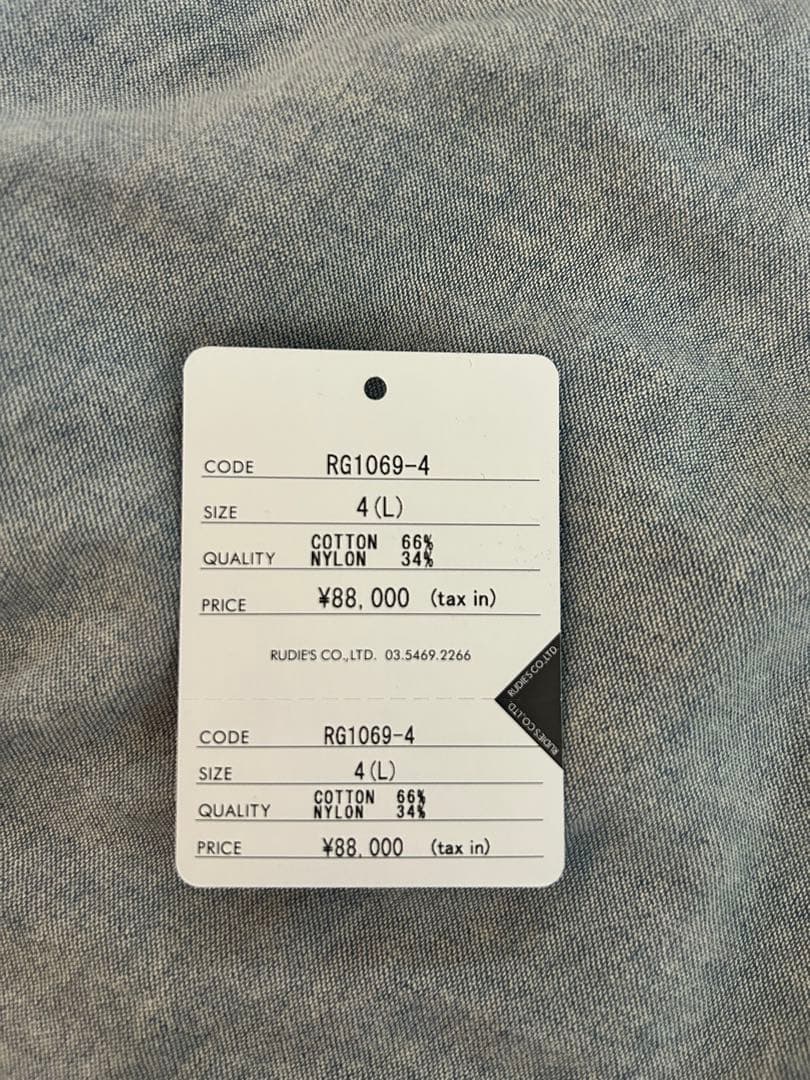 CODE RG1069-4
SIZE 4(L)
QUALITY COTTON 66%
NYLON 34%
PRICE ¥88,000 (tax in)
RUDIE'S CO.,LTD. 03.5469.2266
RUDIE'S CO.,LTD.
RUDIE'S CO.,LTD.
CODE RG1069-4
SIZE 4(L)
QUALITY COTTON 66%
NYLON 34%
PRICE ¥88,000 (tax in)